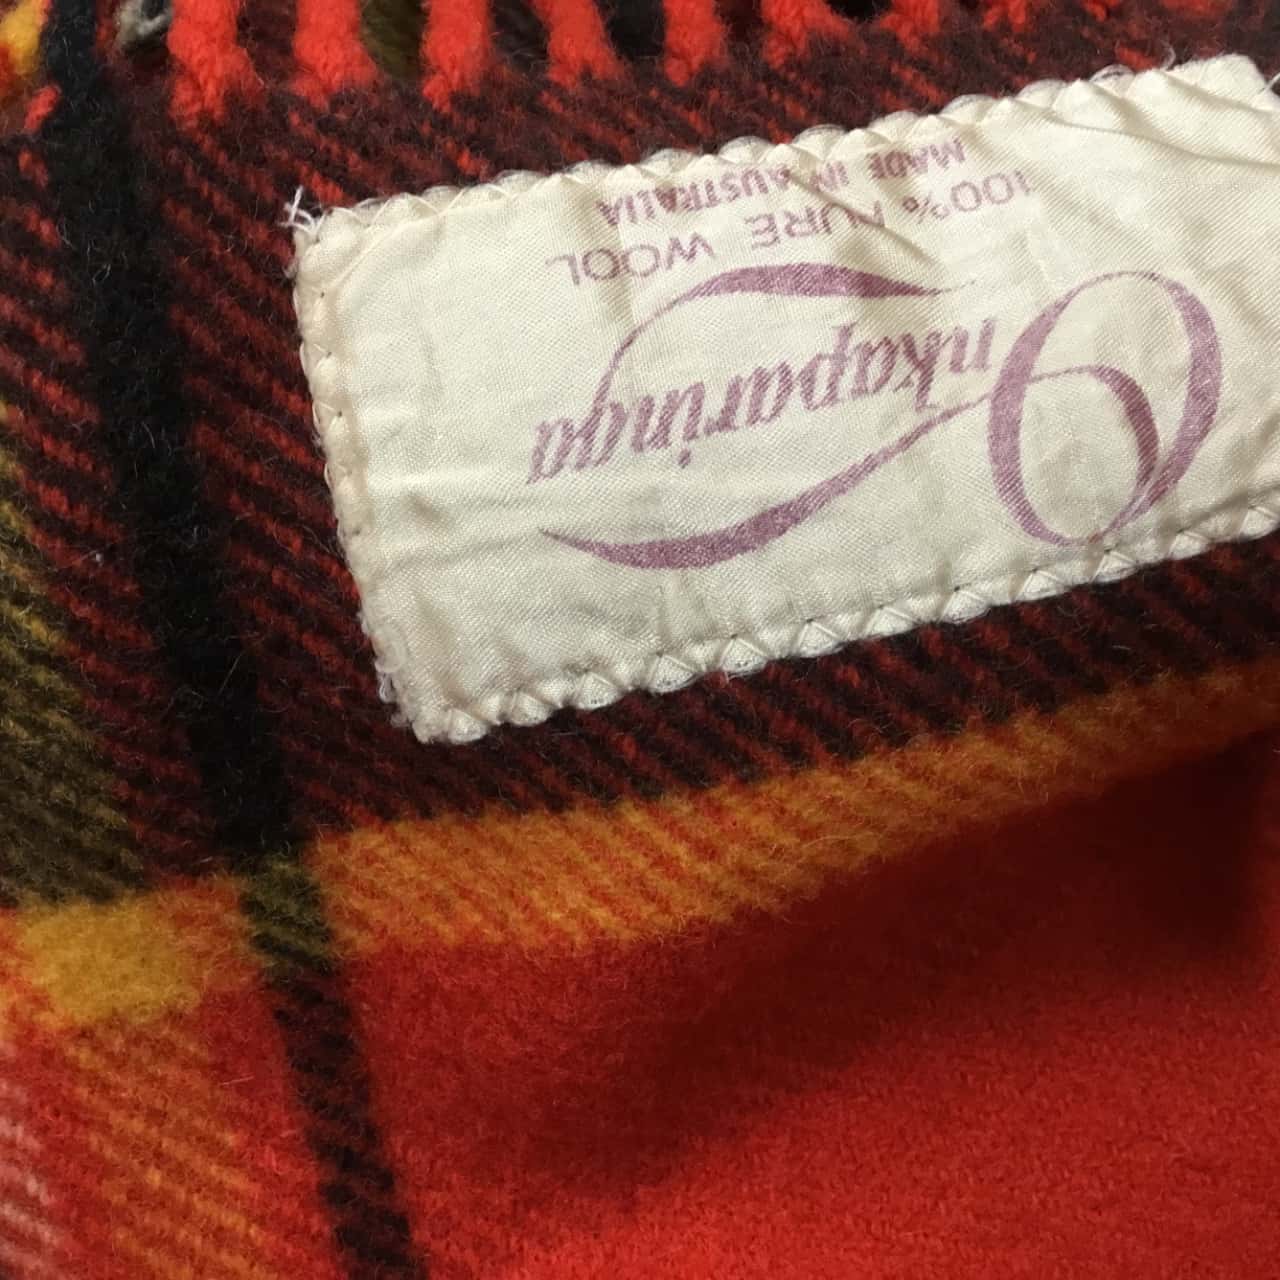 Onkaparinga
100% PURE WOOL
MADE IN AUSTRALIA